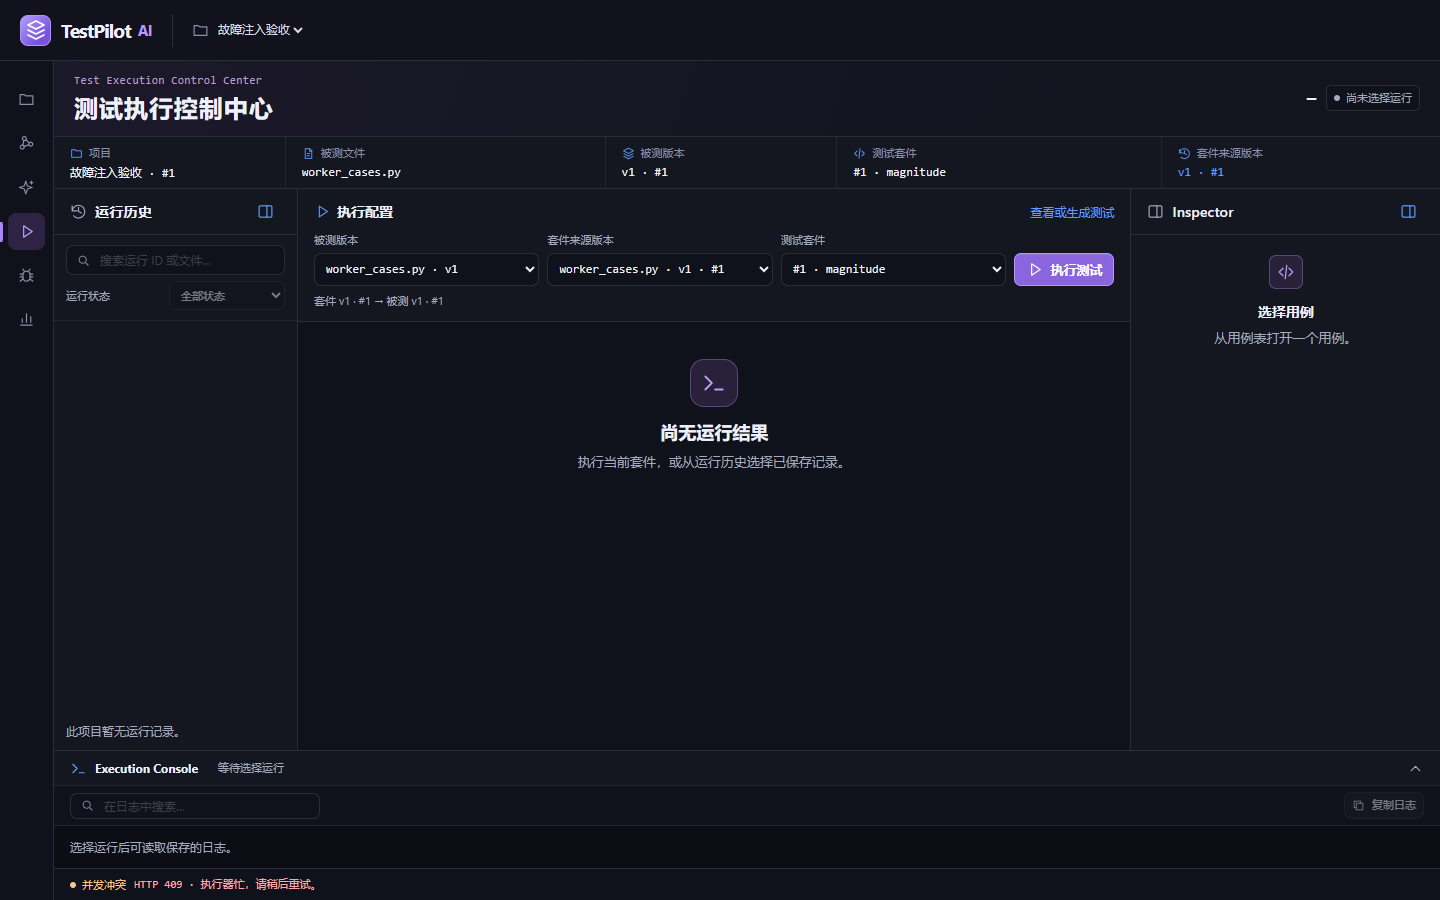 TestPilot AI
故障注入验收
Test Execution Control Center
测试执行控制中心
尚未选择运行
项目
故障注入验收 · #1
被测文件
worker_cases.py
被测版本
v1 · #1
测试套件
#1 · magnitude
套件来源版本
v1 · #1
运行历史
搜索运行 ID 或文件...
运行状态
全部状态
此项目暂无运行记录。
执行配置
查看或生成测试
被测版本
worker_cases.py · v1
套件来源版本
worker_cases.py · v1 · #1
测试套件
#1 · magnitude
执行测试
套件 v1 · #1 → 被测 v1 · #1
尚无运行结果
执行当前套件，或从运行历史选择已保存记录。
Inspector
选择用例
从用例表打开一个用例。
Execution Console
等待选择运行
在日志中搜索...
复制日志
选择运行后可读取保存的日志。
并发冲突 HTTP 409 · 执行器忙，请稍后重试。